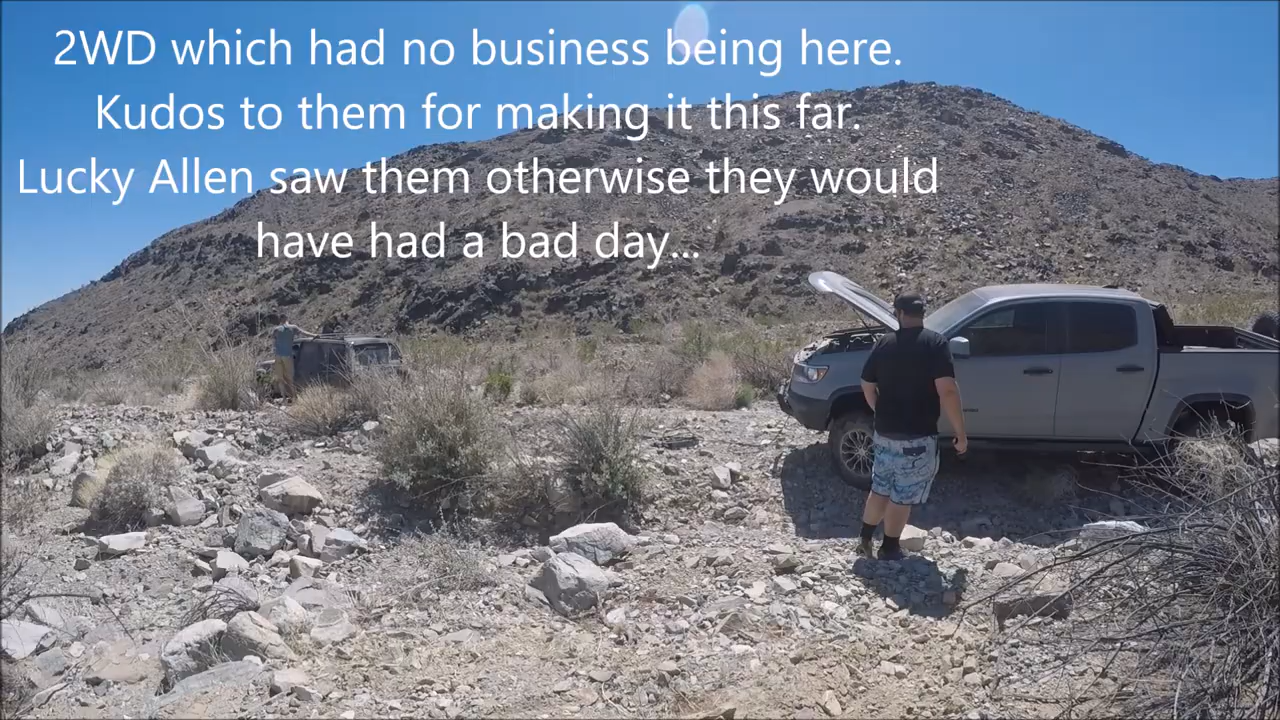 2WD which had no business being here.
Kudos to them for making it this far.
Lucky Allen saw them otherwise they would
have had a bad day...